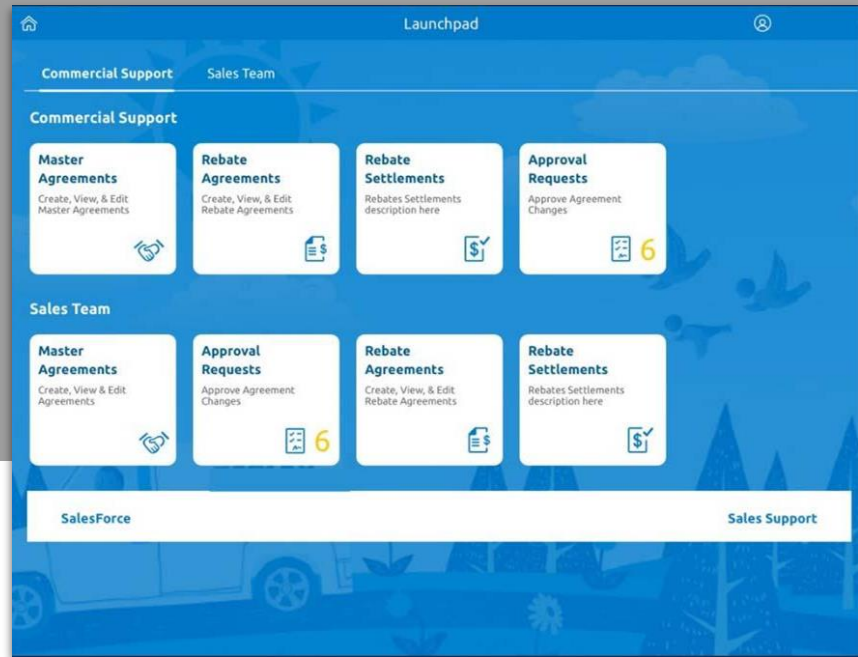 Launchpad
Commercial Support
Sales Team
Commercial Support
Master
Agreements
Create, View, & Edit
Master Agreements
Rebate
Agreements
Create, View, & Edit
Rebate Agreements
Rebate
Settlements
Rebates Settlements
description here
Approval
Requests
Approve Agreement
Changes
6
Sales Team
Master
Agreements
Create, View & Edit
Agreements
Approval
Requests
Approve Agreement
Changes
6
Rebate
Agreements
Create, View, & Edit
Rebate Agreements
Rebate
Settlements
Rebates Settlements
description here
SalesForce
Sales Support